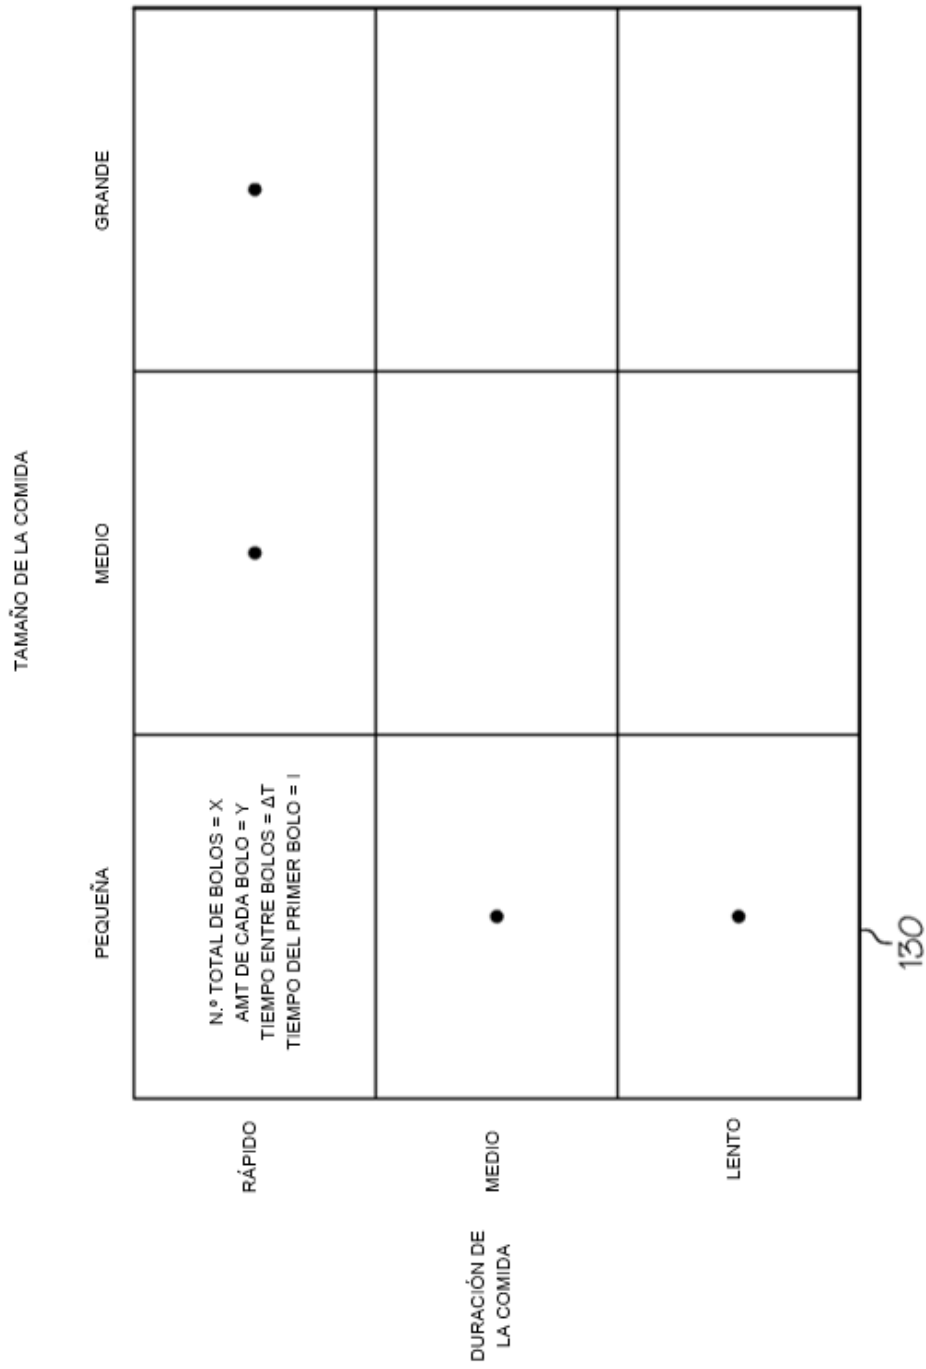 TAMAÑO DE LA COMIDA
PEQUEÑA
MEDIO
GRANDE
DURACIÓN DE
LA COMIDA
RÁPIDO
N.º TOTAL DE BOLOS = X
AMT DE CADA BOLO = Y
TIEMPO ENTRE BOLOS = ΔT
TIEMPO DEL PRIMER BOLO = I
MEDIO
LENTO
130